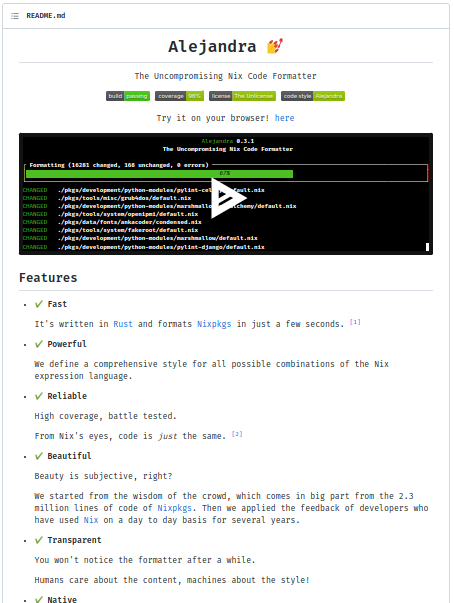 README.md
Alejandra
The Uncompromising Nix Code Formatter
build passing coverage 98% license The Unlicense code style Alejandra
Try it on your browser! here
Alejandra 0.3.1
The Uncompromising Nix Code Formatter
Formatting (16281 changed, 168 unchanged, 0 errors)
67%
CHANGED ./pkgs/development/python-modules/pylint-ce default.nix
CHANGED ./pkgs/tools/misc/grub4dos/default.nix
CHANGED ./pkgs/development/python-modules/marshmal chemy/default.nix
CHANGED ./pkgs/tools/system/openipmi/default.nix
CHANGED ./pkgs/data/fonts/ankacoder/condensed.nix
CHANGED ./pkgs/tools/system/fakeroot/default.nix
CHANGED ./pkgs/development/python-modules/marshmallow/default.nix
CHANGED ./pkgs/development/python-modules/pylint-django/default.nix
Features
Fast
It's written in Rust and formats Nixpkgs in just a few seconds. [1]
Powerful
We define a comprehensive style for all possible combinations of the Nix
expression language.
Reliable
High coverage, battle tested.
From Nix's eyes, code is just the same. [2]
Beautiful
Beauty is subjective, right?
We started from the wisdom of the crowd, which comes in big part from the 2.3
million lines of code of Nixpkgs. Then we applied the feedback of developers who
have used Nix on a day to day basis for several years.
Transparent
You won't notice the formatter after a while.
Humans care about the content, machines about the style!
Native